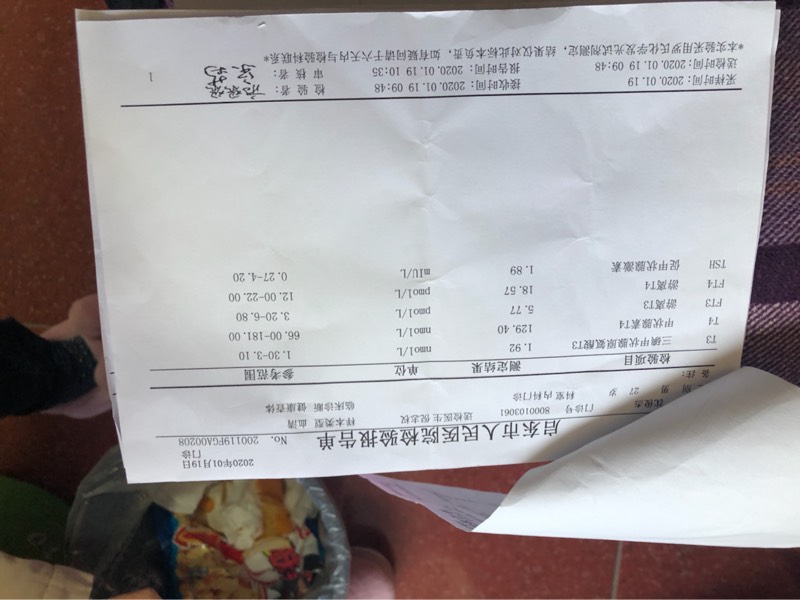 2020年01月19日
门诊
启东市人民医院检验报告单
No. 200119FCA00208
门诊号 8000103061 送检医生 倪志权 样本类型 血清
别 男 27 岁 科室 内科门诊 临床诊断 健康查体
备注:
检验项目 测定结果 单位 参考范围
T3 三碘甲状腺氨酸T3 1.92 nmol/L 1.30-3.10
T4 甲状腺素T4 129.40 nmol/L 66.00-181.00
FT3 游离T3 5.77 pmol/L 3.20-6.80
FT4 游离T4 18.57 pmol/L 12.00-22.00
TSH 促甲状腺激素 1.89 mIU/L 0.27-4.20
采样时间: 2020.01.19 接收时间: 2020.01.19 09:48 检 验 者:
送检时间: 2020.01.19 09:48 报告时间: 2020.01.19 10:35 审 核 者: 1
*本实验采用罗氏电化学发光试剂测定, 结果仅对此标本负责, 如有疑问请于六天内与检验科联系*